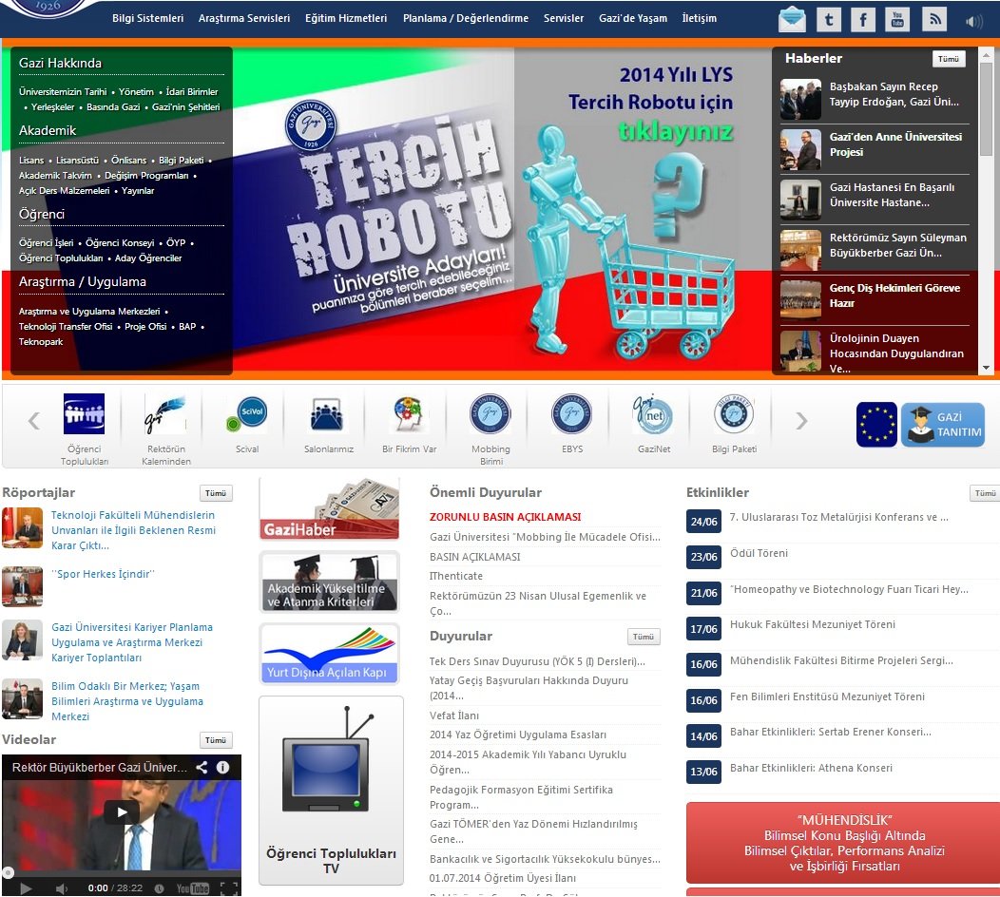 1926
Bilgi Sistemleri
Araştırma Servisleri
Eğitim Hizmetleri
Planlama / Değerlendirme
Servisler
Gazi'de Yaşam
İletişim
Gazi Hakkında
Üniversitemizin Tarihi • Yönetim • İdari Birimler
• Yerleşkeler • Basında Gazi • Gazi'nin Şehitleri
Akademik
Lisans • Lisansüstü • Önlisans • Bilgi Paketi •
Akademik Takvim • Değişim Programları •
Açık Ders Malzemeleri • Yayınlar
Öğrenci
Öğrenci İşleri • Öğrenci Konseyi • ÖYP •
Öğrenci Toplulukları • Aday Öğrenciler
Araştırma / Uygulama
Araştırma ve Uygulama Merkezleri •
Teknoloji Transfer Ofisi • Proje Ofisi • BAP •
Teknopark
GAZİ ÜNİVERSİTESİ
Gazi
1926
TERCİH
ROBOTU
Üniversite Adayları!
puanınıza göre tercih edebileceğiniz
bölümleri beraber seçelim...
2014 Yılı LYS
Tercih Robotu için
tıklayınız
?
Haberler
Tümü
Başbakan Sayın Recep
Tayyip Erdoğan, Gazi Üni...
Gazi'den Anne Üniversitesi
Projesi
Gazi Hastanesi En Başarılı
Üniversite Hastane...
Rektörümüz Sayın Süleyman
Büyükberber Gazi Ün...
Genç Diş Hekimleri Göreve
Hazır
Ürolojinin Duayen
Hocasından Duygulandıran
Ve...
Öğrenci
Toplulukları
Rektörün
Kaleminden
SciVal
Scival
Salonlarımız
Bir Fikrim Var
Mobbing
Birimi
EBYS
Gazi
net
GaziNet
Bilgi Paketi
GAZİ
TANITIM
Röportajlar
Tümü
Teknoloji Fakülteli Mühendislerin
Unvanları ile İlgili Beklenen Resmi
Karar Çıktı...
''Spor Herkes İçindir''
Gazi Üniversitesi Kariyer Planlama
Uygulama ve Araştırma Merkezi
Kariyer Toplantıları
Bilim Odaklı Bir Merkez; Yaşam
Bilimleri Araştırma ve Uygulama
Merkezi
Videolar
Tümü
Rektör Büyükberber Gazi Üniver...
0:00 / 28:22
YouTube
GaziHaber
Akademik Yükseltilme
ve Atanma Kriterleri
Yurt Dışına Açılan Kapı
Öğrenci Toplulukları
TV
Önemli Duyurular
ZORUNLU BASIN AÇIKLAMASI
Gazi Üniversitesi "Mobbing İle Mücadele Ofisi...
BASIN AÇIKLAMASI
IThenticate
Rektörümüzün 23 Nisan Ulusal Egemenlik ve
Ço...
Duyurular
Tümü
Tek Ders Sınav Duyurusu (YÖK 5 (I) Dersleri)...
Yatay Geçiş Başvuruları Hakkında Duyuru
(2014...
Vefat İlanı
2014 Yaz Öğretimi Uygulama Esasları
2014-2015 Akademik Yılı Yabancı Uyruklu
Öğren...
Pedagojik Formasyon Eğitimi Sertifika
Program...
Gazi TÖMER'den Yaz Dönemi Hızlandırılmış
Gene...
Bankacılık ve Sigortacılık Yüksekokulu bünyes...
01.07.2014 Öğretim Üyesi İlanı
Etkinlikler
Tümü
24/06
7. Uluslararası Toz Metalürjisi Konferans ve ...
23/06
Ödül Töreni
21/06
"Homeopathy ve Biotechnology Fuarı Ticari Hey...
17/06
Hukuk Fakültesi Mezuniyet Töreni
16/06
Mühendislik Fakültesi Bitirme Projeleri Sergi...
16/06
Fen Bilimleri Enstitüsü Mezuniyet Töreni
14/06
Bahar Etkinlikleri: Sertab Erener Konseri...
13/06
Bahar Etkinlikleri: Athena Konseri
"MÜHENDİSLİK"
Bilimsel Konu Başlığı Altında
Bilimsel Çıktılar, Performans Analizi
ve İşbirliği Fırsatları